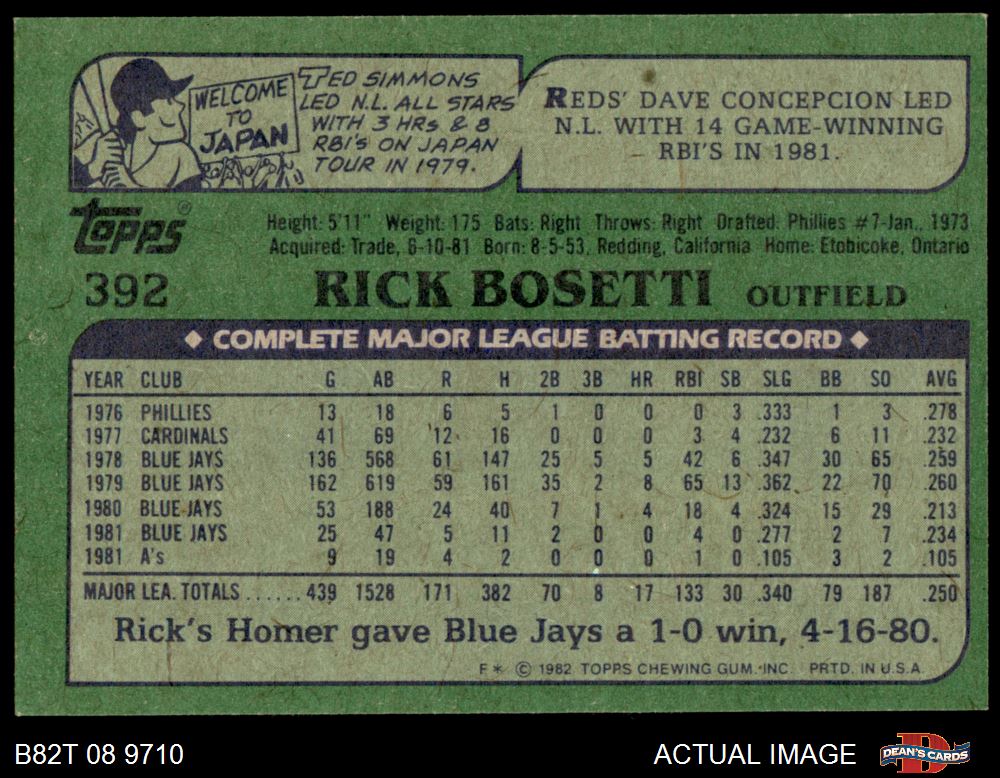 WELCOME
TO
JAPAN
TED SIMMONS
LED N.L. ALL STARS
WITH 3 HRs & 8
RBI's ON JAPAN
TOUR IN 1979.
REDS' DAVE CONCEPCION LED
N.L. WITH 14 GAME-WINNING
RBI'S IN 1981.
Topps®
Height: 5'11" Weight: 175 Bats: Right Throws: Right Drafted: Phillies #7-Jan., 1973
Acquired: Trade, 6-10-81 Born: 8-5-53, Redding, California Home: Etobicoke, Ontario
392 RICK BOSETTI OUTFIELD
◆ COMPLETE MAJOR LEAGUE BATTING RECORD ◆
YEAR CLUB G AB R H 2B 3B HR RBI SB SLG BB SO AVG
1976 PHILLIES 13 18 6 5 1 0 0 0 3 .333 1 3 .278
1977 CARDINALS 41 69 12 16 0 0 0 3 4 .232 6 11 .232
1978 BLUE JAYS 136 568 61 147 25 5 5 42 6 .347 30 65 .259
1979 BLUE JAYS 162 619 59 161 35 2 8 65 13 .362 22 70 .260
1980 BLUE JAYS 53 188 24 40 7 1 4 18 4 .324 15 29 .213
1981 BLUE JAYS 25 47 5 11 2 0 0 4 0 .277 2 7 .234
1981 A's 9 19 4 2 0 0 0 1 0 .105 3 2 .105
MAJOR LEA. TOTALS ...... 439 1528 171 382 70 8 17 133 30 .340 79 187 .250
Rick's Homer gave Blue Jays a 1-0 win, 4-16-80.
F* © 1982 TOPPS CHEWING GUM. INC PRTD. IN U.S.A.
B82T 08 9710
ACTUAL IMAGE
D
DEAN'S CARDS